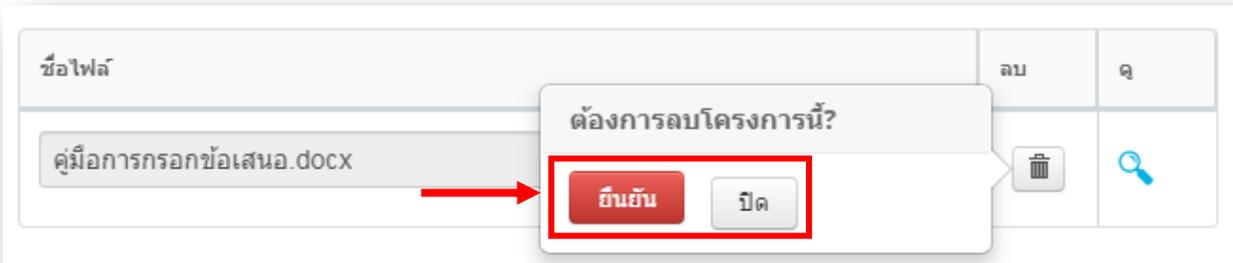 ชื่อไฟล์ ลบ ดู
ต้องการลบโครงการนี้?
คู่มือการกรอกข้อเสนอ.docx
ยืนยัน ปิด